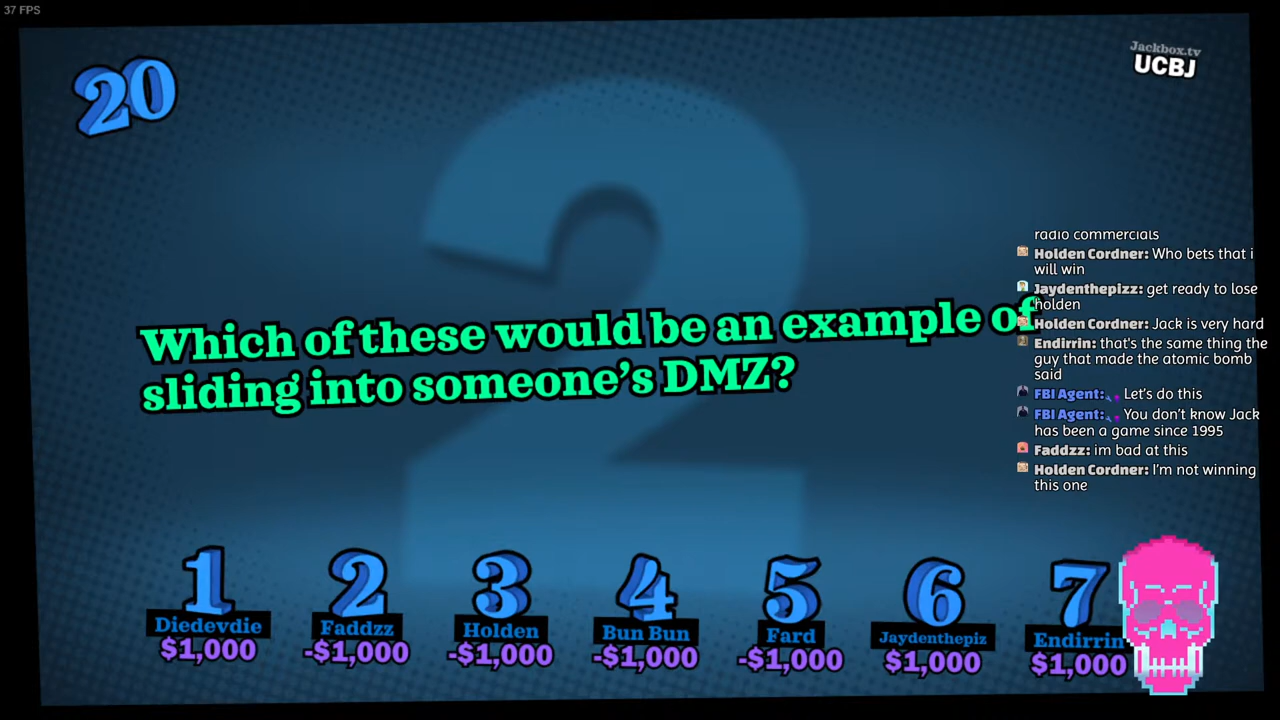 37 FPS
20
Jackbox.tv
UCBJ
radio commercials
Holden Cordner: Who bets that i
will win
Jaydenthepizz: get ready to lose
holden
Holden Cordner: Jack is very hard
Endirrin: that's the same thing the
guy that made the atomic bomb
said
FBI Agent: Let's do this
FBI Agent: You don't know Jack
has been a game since 1995
Faddzz: im bad at this
Holden Cordner: I'm not winning
this one
Which of these would be an example of
sliding into someone's DMZ?
2
1 2 3 4 5 6 7
Diedevdie Faddzz Holden Bun Bun Fard Jaydenthepiz Endirrin
$1,000 -$1,000 -$1,000 -$1,000 -$1,000 $1,000 $1,000